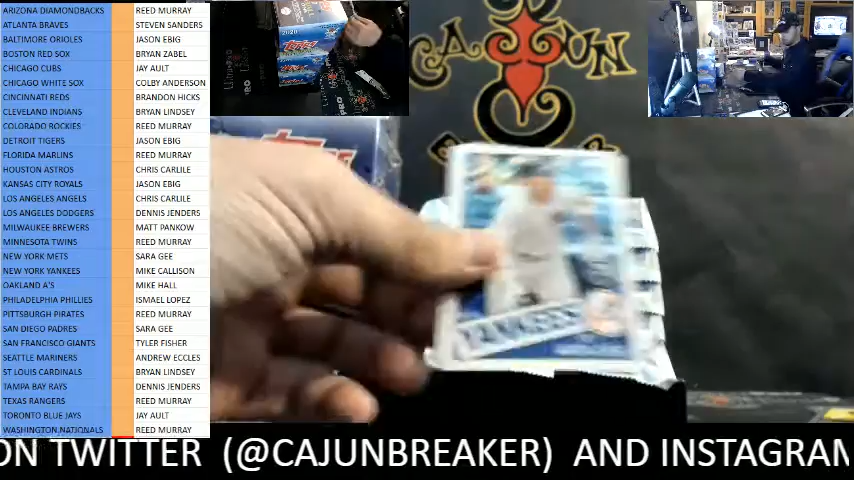 ARIZONA DIAMONDBACKS REED MURRAY
ATLANTA BRAVES STEVEN SANDERS
BALTIMORE ORIOLES JASON EBIG
BOSTON RED SOX BRYAN ZABEL
CHICAGO CUBS JAY AULT
CHICAGO WHITE SOX COLBY ANDERSON
CINCINNATI REDS BRANDON HICKS
CLEVELAND INDIANS BRYAN LINDSEY
COLORADO ROCKIES REED MURRAY
DETROIT TIGERS JASON EBIG
FLORIDA MARLINS REED MURRAY
HOUSTON ASTROS CHRIS CARLILE
KANSAS CITY ROYALS JASON EBIG
LOS ANGELAS ANGELS CHRIS CARLILE
LOS ANGELES DODGERS DENNIS JENDERS
MILWAUKEE BREWERS MATT PANKOW
MINNESOTA TWINS REED MURRAY
NEW YORK METS SARA GEE
NEW YORK YANKEES MIKE CALLISON
OAKLAND A'S MIKE HALL
PHILADELPHIA PHILLIES ISMAEL LOPEZ
PITTSBURGH PIRATES REED MURRAY
SAN DIEGO PADRES SARA GEE
SAN FRANCISCO GIANTS TYLER FISHER
SEATTLE MARINERS ANDREW ECCLES
ST LOUIS CARDINALS BRYAN LINDSEY
TAMPA BAY RAYS DENNIS JENDERS
TEXAS RANGERS REED MURRAY
TORONTO BLUE JAYS JAY AULT
WASHINGTON NATIONALS REED MURRAY
2020
Topps
CAJUN
YANKEES
ON TWITTER (@CAJUNBREAKER) AND INSTAGRAM